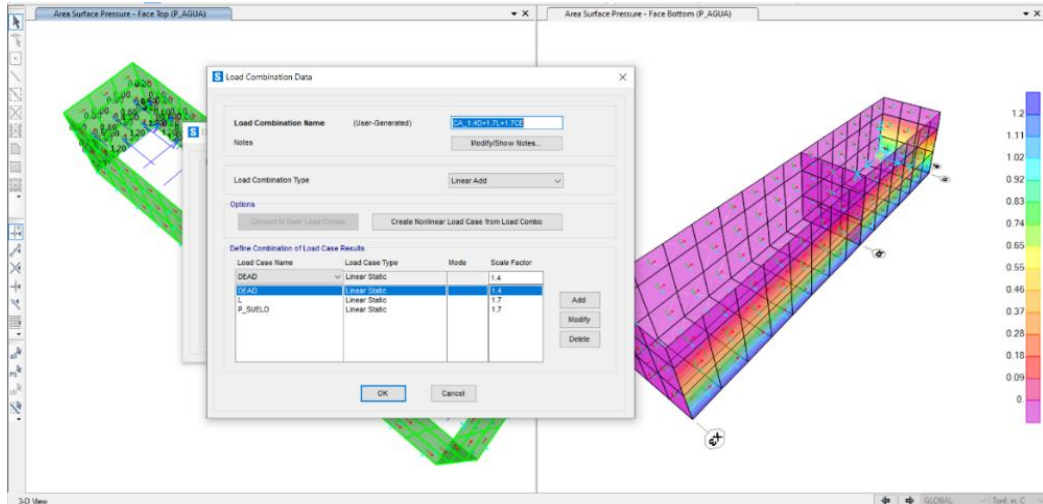 Area Surface Pressure - Face Top (P_AGUA)
Area Surface Pressure - Face Bottom (P_AGUA)
Load Combination Data
Load Combination Name (User-Generated) CA_1.4D+1.7L+1.7CE
Notes Modify/Show Notes...
Load Combination Type Linear Add
Options
Convert to User Load Combo Create Nonlinear Load Case from Load Combo
Define Combination of Load Case Results
Load Case Name Load Case Type Mode Scale Factor
DEAD Linear Static 1.4
DEAD Linear Static 1.4
L Linear Static 1.7
P_SUELO Linear Static 1.7
Add
Modify
Delete
OK Cancel
1.2
1.11
1.02
0.92
0.83
0.74
0.65
0.55
0.46
0.37
0.28
0.18
0.09
0.
3-D View
GLOBAL Tonf, m, C